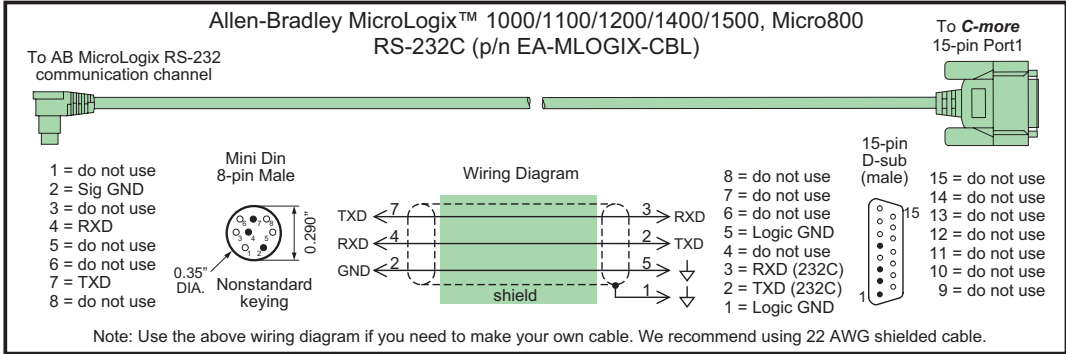 Allen-Bradley MicroLogix™ 1000/1100/1200/1400/1500, Micro800
RS-232C (p/n EA-MLOGIX-CBL)
To AB MicroLogix RS-232
communication channel
To C-more
15-pin Port1
1 = do not use
2 = Sig GND
3 = do not use
4 = RXD
5 = do not use
6 = do not use
7 = TXD
8 = do not use
Mini Din
8-pin Male
6 7 8
3 4 5
1 2
0.290"
0.35"
DIA.
Nonstandard
keying
Wiring Diagram
TXD 7 3 RXD
RXD 4 2 TXD
GND 2 5
1
shield
8 = do not use
7 = do not use
6 = do not use
5 = Logic GND
4 = do not use
3 = RXD (232C)
2 = TXD (232C)
1 = Logic GND
15-pin
D-sub
(male)
15
1
15 = do not use
14 = do not use
13 = do not use
12 = do not use
11 = do not use
10 = do not use
9 = do not use
Note: Use the above wiring diagram if you need to make your own cable. We recommend using 22 AWG shielded cable.